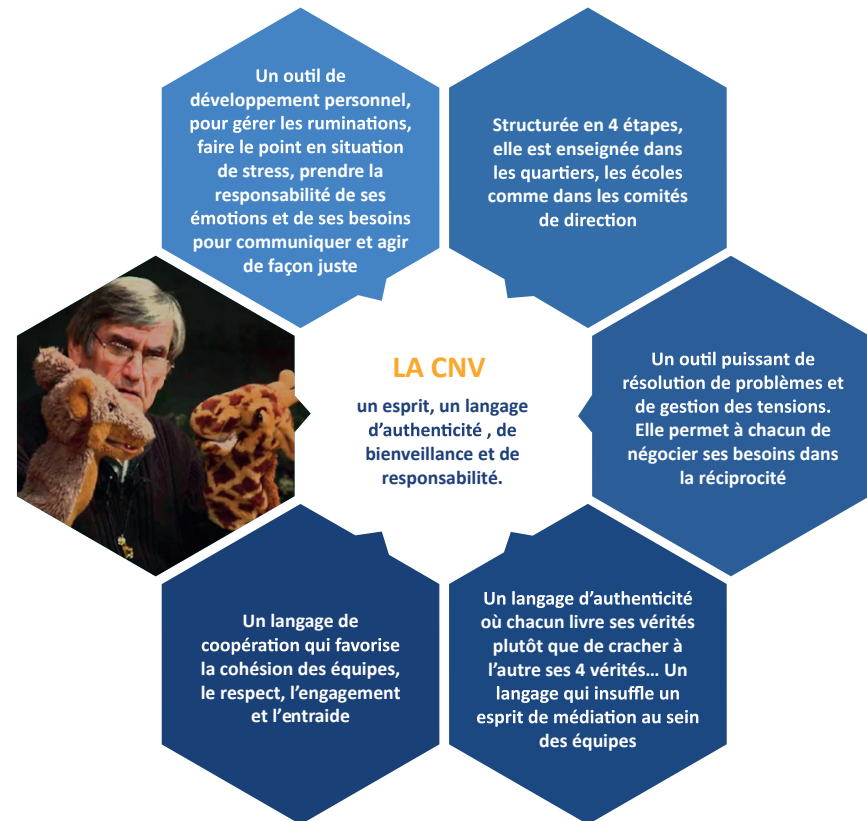 Un outil de
développement personnel,
pour gérer les ruminations,
faire le point en situation
de stress, prendre la
responsabilité de ses
émotions et de ses besoins
pour communiquer et agir
de façon juste
Structurée en 4 étapes,
elle est enseignée dans
les quartiers, les écoles
comme dans les comités
de direction
LA CNV
un esprit, un langage
d’authenticité , de
bienveillance et de
responsabilité.
Un outil puissant de
résolution de problèmes et
de gestion des tensions.
Elle permet à chacun de
négocier ses besoins dans
la réciprocité
Un langage de
coopération qui favorise
la cohésion des équipes,
le respect, l’engagement
et l’entraide
Un langage d’authenticité
où chacun livre ses vérités
plutôt que de cracher à
l’autre ses 4 vérités… Un
langage qui insuffle un
esprit de médiation au sein
des équipes